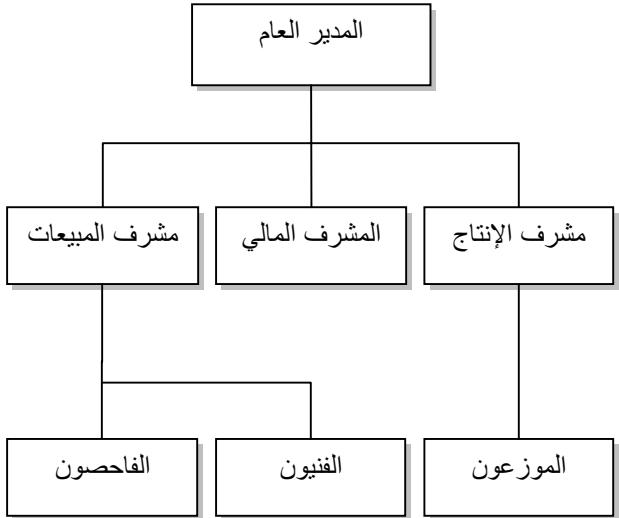 المدير العام
مشرف الإنتاج
المشرف المالي
مشرف المبيعات
الموزعون
الفنيون
الفاحصون